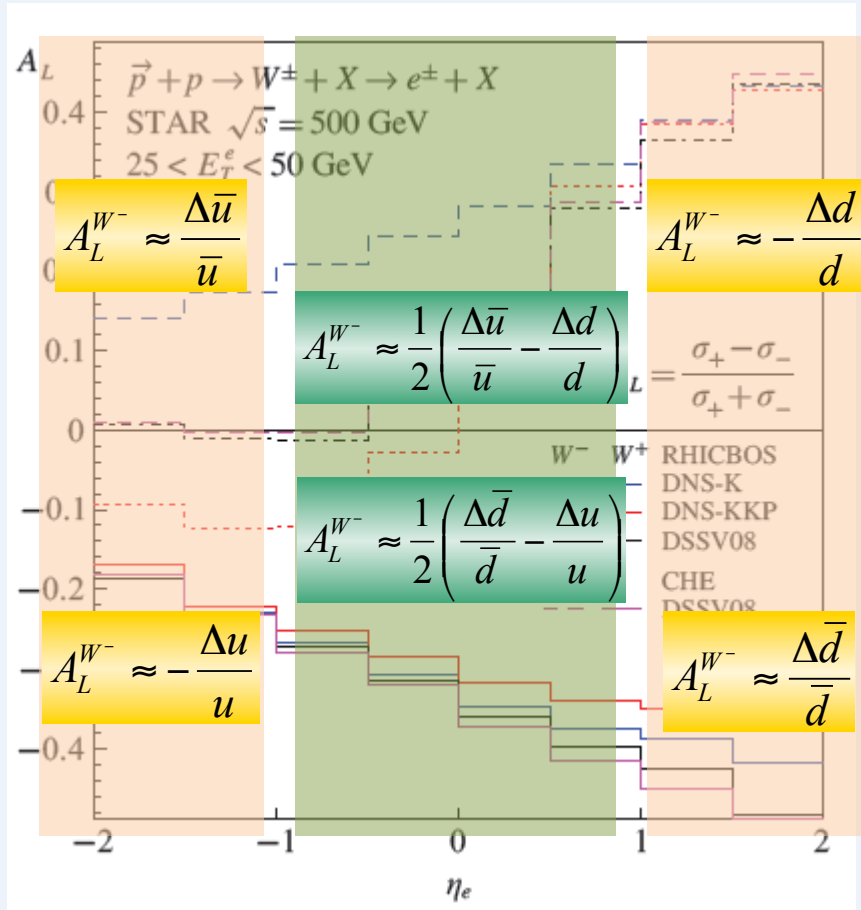 A_L
p⃗ + p → W^± + X → e^± + X
STAR √s = 500 GeV
25 < E_T^e < 50 GeV
0.4
A_L^{W^-} ≈ Δū/ū
A_L^{W^-} ≈ − Δd/d
A_L^{W^-} ≈ 1/2 (Δū/ū − Δd/d)
0.1
L = (σ_+ − σ_-)/(σ_+ + σ_-)
0
W^- W^+ RHICBOS
DNS-K
−0.1
DNS-KKP
A_L^{W^-} ≈ 1/2 (Δd̄/d̄ − Δu/u)
DSSV08
−0.2
CHE
DSSV08
A_L^{W^-} ≈ − Δu/u
A_L^{W^-} ≈ Δd̄/d̄
−0.4
−2 −1 0 1 2
η_e